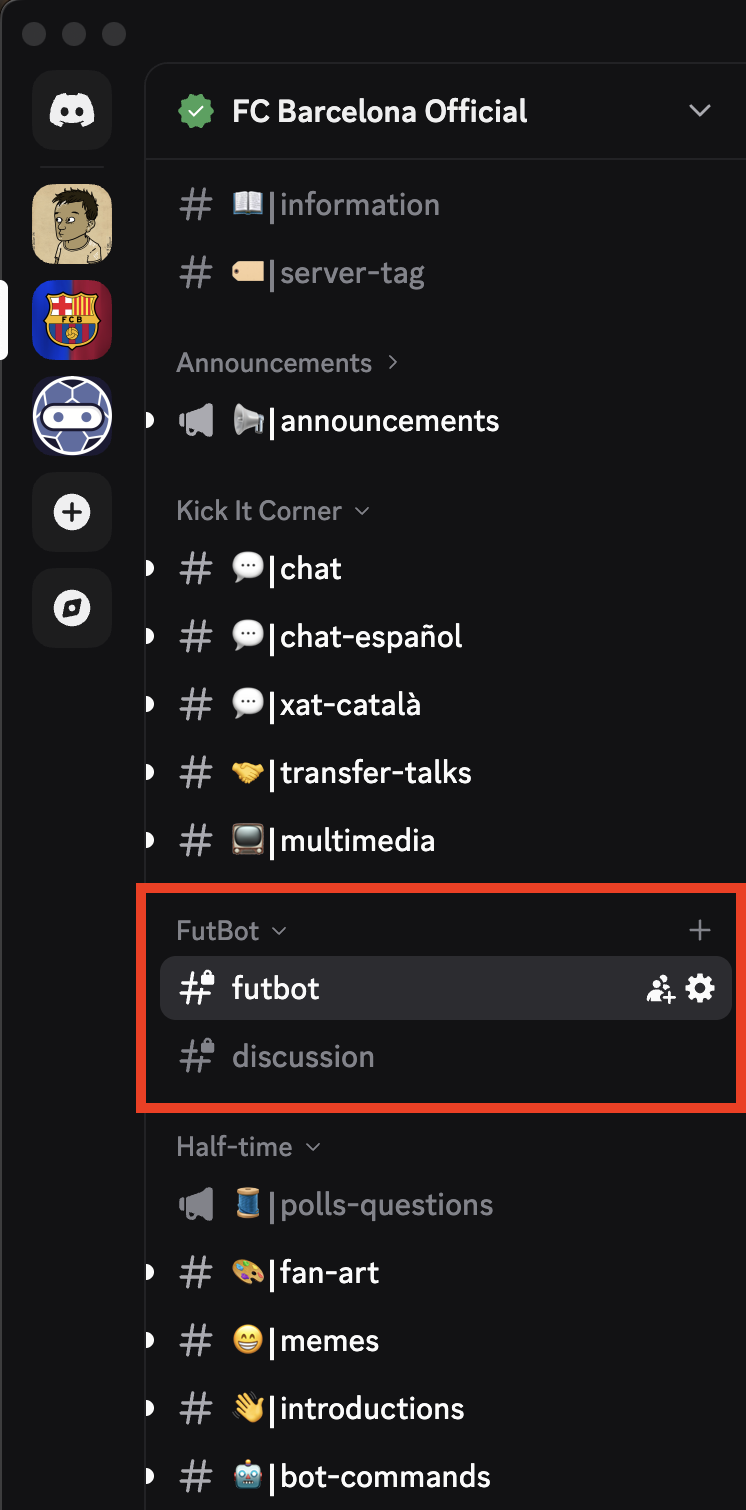 FC Barcelona Official
|information
|server-tag
Announcements
|announcements
Kick It Corner
|chat
|chat-español
|xat-català
|transfer-talks
|multimedia
FutBot
futbot
discussion
Half-time
|polls-questions
|fan-art
|memes
|introductions
|bot-commands
FCB